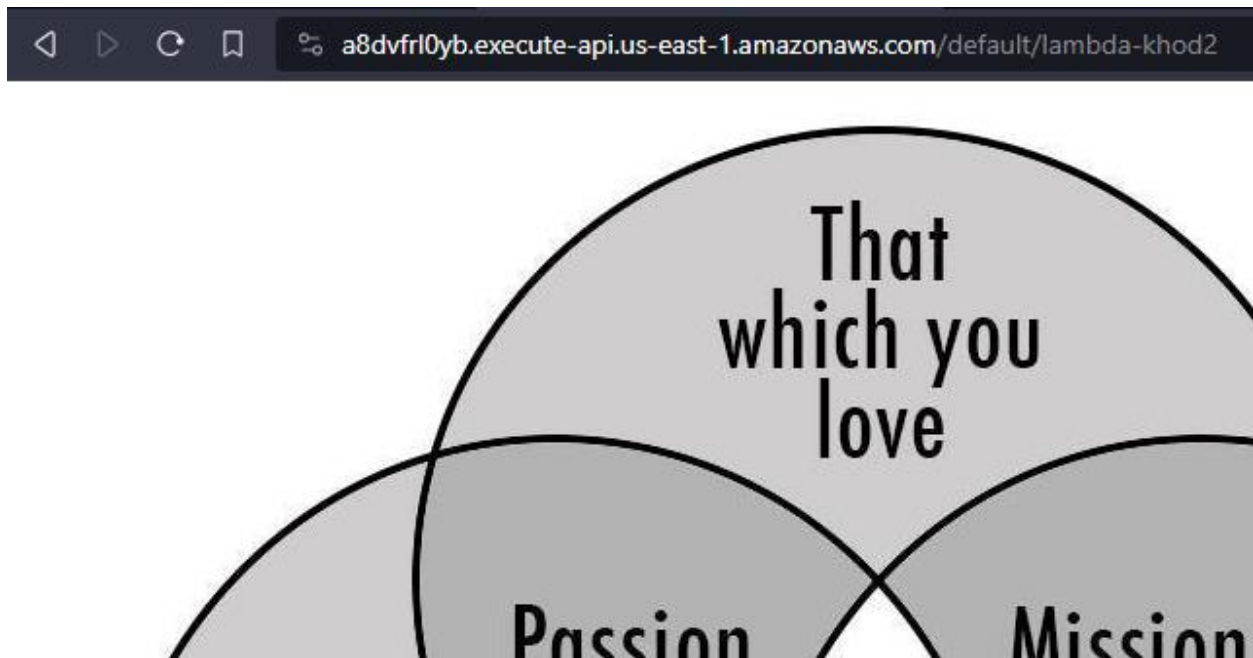 a8dvfrl0yb.execute-api.us-east-1.amazonaws.com/default/lambda-khod2
That
which you
love
Passion
Mission